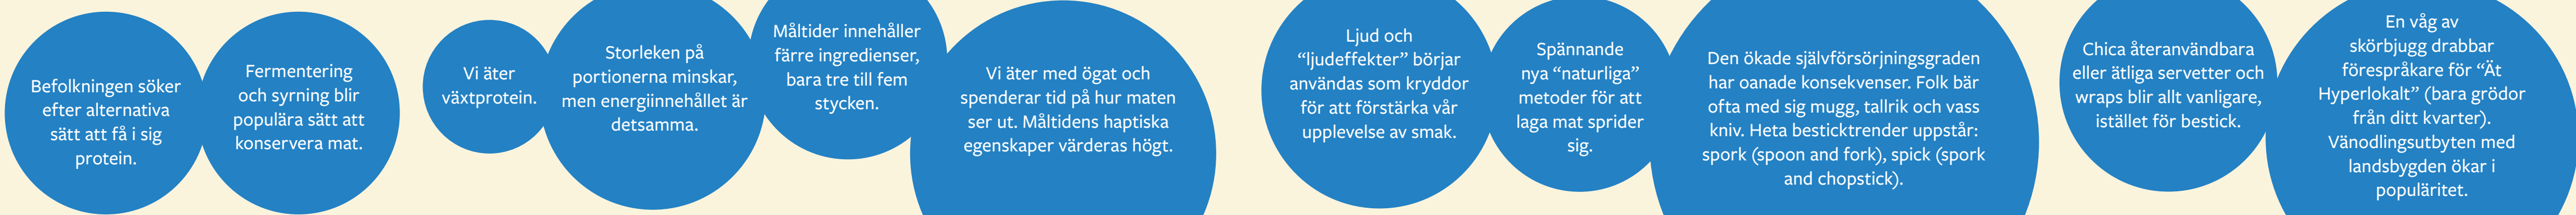 Befolkningen söker
efter alternativa
sätt att få i sig
protein.
Fermentering
och syrning blir
populära sätt att
konservera mat.
Vi äter
växtprotein.
Storleken på
portionerna minskar,
men energiinnehållet är
detsamma.
Måltider innehåller
färre ingredienser,
bara tre till fem
stycken.
Vi äter med ögat och
spenderar tid på hur maten
ser ut. Måltidens haptiska
egenskaper värderas högt.
Ljud och
“ljudeffekter” börjar
användas som kryddor
för att förstärka vår
upplevelse av smak.
Spännande
nya “naturliga”
metoder för att
laga mat sprider
sig.
Den ökade självförsörjningsgraden
har oanade konsekvenser. Folk bär
ofta med sig mugg, tallrik och vass
kniv. Heta besticktrender uppstår:
spork (spoon and fork), spick (spork
and chopstick).
Chica återanvändbara
eller ätliga servetter och
wraps blir allt vanligare,
istället för bestick.
En våg av
skörbjugg drabbar
förespråkare för “Ät
Hyperlokalt” (bara grödor
från ditt kvarter).
Vänodlingsutbyten med
landsbygden ökar i
populäritet.